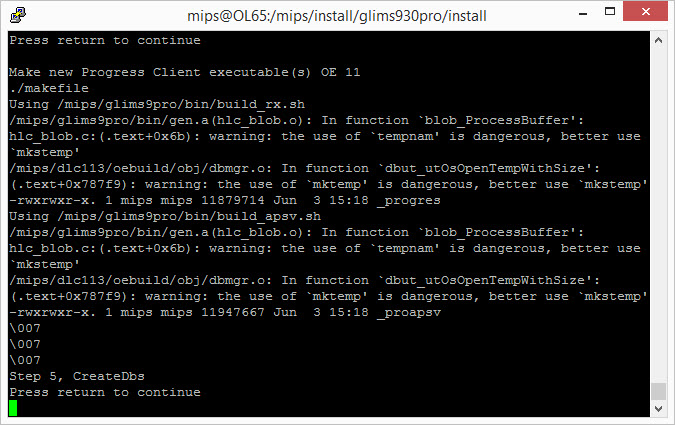 mips@OL65:/mips/install/glims930pro/install
Press return to continue
Make new Progress Client executable(s) OE 11
./makefile
Using /mips/glims9pro/bin/build_rx.sh
/mips/glims9pro/bin/gen.a(hlc_blob.o): In function `blob_ProcessBuffer':
hlc_blob.c:(.text+0x6b): warning: the use of `tempnam' is dangerous, better use
`mkstemp'
/mips/dlc113/oebuild/obj/dbmgr.o: In function `dbut_utOsOpenTempWithSize':
(.text+0x787f9): warning: the use of `mktemp' is dangerous, better use `mkstemp'
-rwxrwxr-x. 1 mips mips 11879714 Jun  3 15:18 _progres
Using /mips/glims9pro/bin/build_apsv.sh
/mips/glims9pro/bin/gen.a(hlc_blob.o): In function `blob_ProcessBuffer':
hlc_blob.c:(.text+0x6b): warning: the use of `tempnam' is dangerous, better use
`mkstemp'
/mips/dlc113/oebuild/obj/dbmgr.o: In function `dbut_utOsOpenTempWithSize':
(.text+0x787f9): warning: the use of `mktemp' is dangerous, better use `mkstemp'
-rwxrwxr-x. 1 mips mips 11947667 Jun  3 15:18 _proapsv
\007
\007
\007
Step 5, CreateDbs
Press return to continue